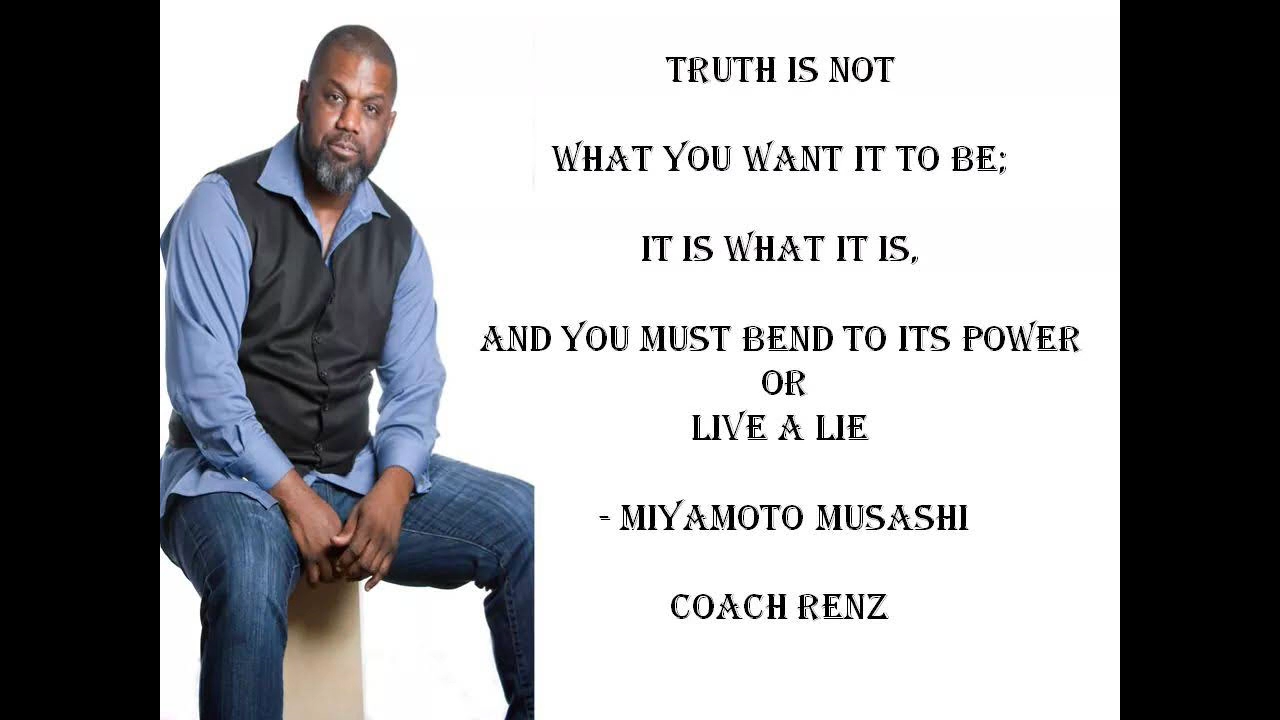 TRUTH IS NOT
WHAT YOU WANT IT TO BE;
IT IS WHAT IT IS,
AND YOU MUST BEND TO ITS POWER
OR
LIVE A LIE
- MIYAMOTO MUSASHI
COACH RENZ